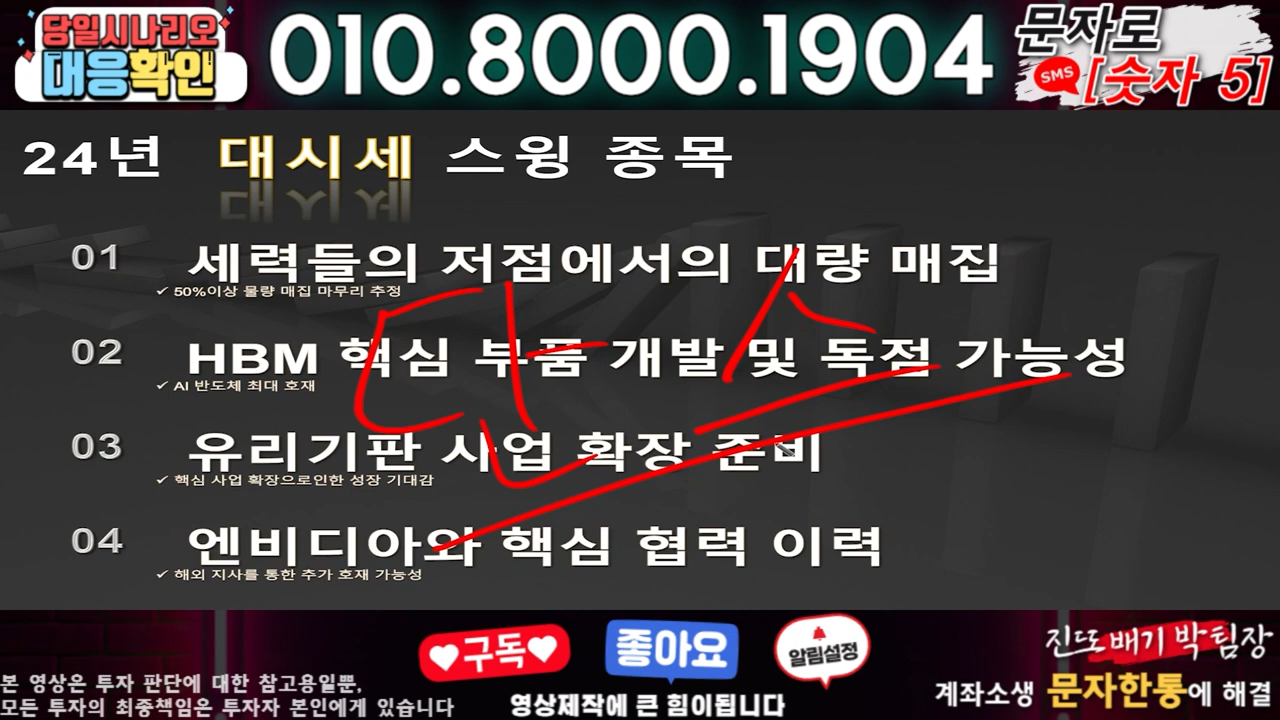 당일시나리오
대응확인
010.8000.1904
문자로
SMS [숫자 5]
24년 대시세 스윙 종목
01 세력들의 저점에서의 대량 매집
✓ 50%이상 물량 매집 마무리 추정
02 HBM 핵심 부품 개발 및 독점 가능성
✓ AI 반도체 최대 호재
03 유리기판 사업 확장 준비
✓ 핵심 사업 확장으로인한 성장 기대감
04 엔비디아와 핵심 협력 이력
✓ 해외 지사를 통한 추가 호재 가능성
단스
구독
좋아요
알림설정
영상제작에 큰 힘이됩니다
본 영상은 투자 판단에 대한 참고용일뿐,
모든 투자의 최종책임은 투자자 본인에게 있습니다
진또배기 박팀장
계좌소생 문자한통에 해결